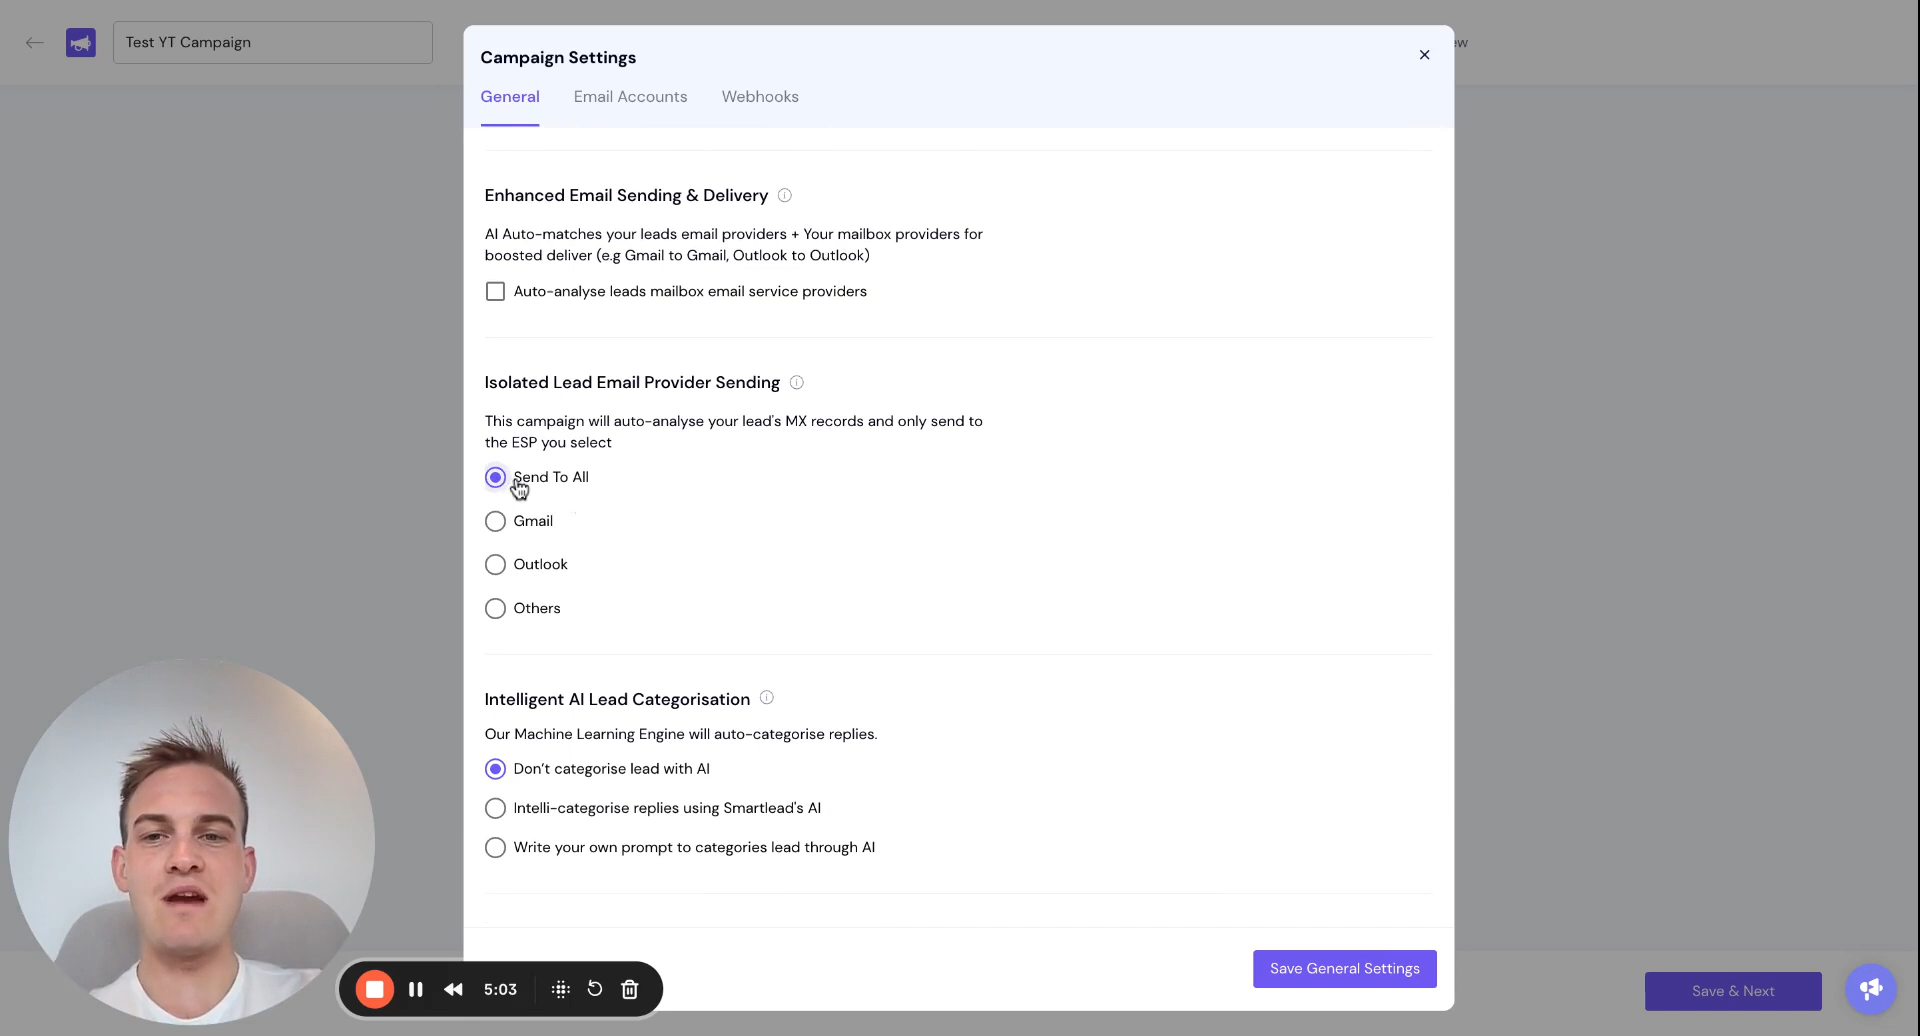 Test YT Campaign
Campaign Settings
ew
General
Email Accounts
Webhooks
Enhanced Email Sending & Delivery
AI Auto-matches your leads email providers + Your mailbox providers for
boosted deliver (e.g Gmail to Gmail, Outlook to Outlook)
Auto-analyse leads mailbox email service providers
Isolated Lead Email Provider Sending
This campaign will auto-analyse your lead's MX records and only send to
the ESP you select
Send To All
Gmail
Outlook
Others
Intelligent AI Lead Categorisation
Our Machine Learning Engine will auto-categorise replies.
Don't categorise lead with AI
Intelli-categorise replies using Smartlead's AI
Write your own prompt to categories lead through AI
Save General Settings
5:03
Save & Next